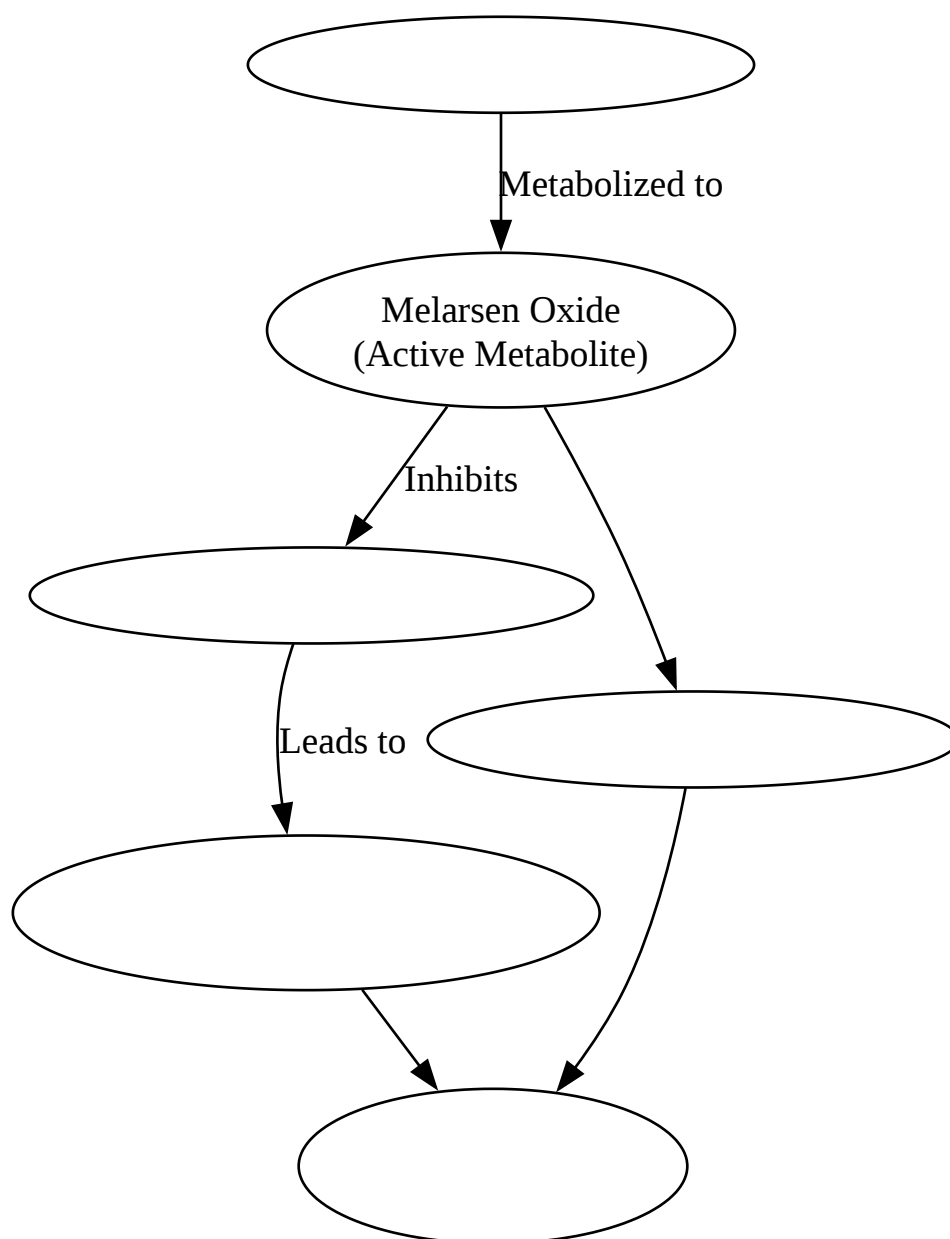 Metabolized to
Melarsen Oxide
(Active Metabolite)
Inhibits
Leads to